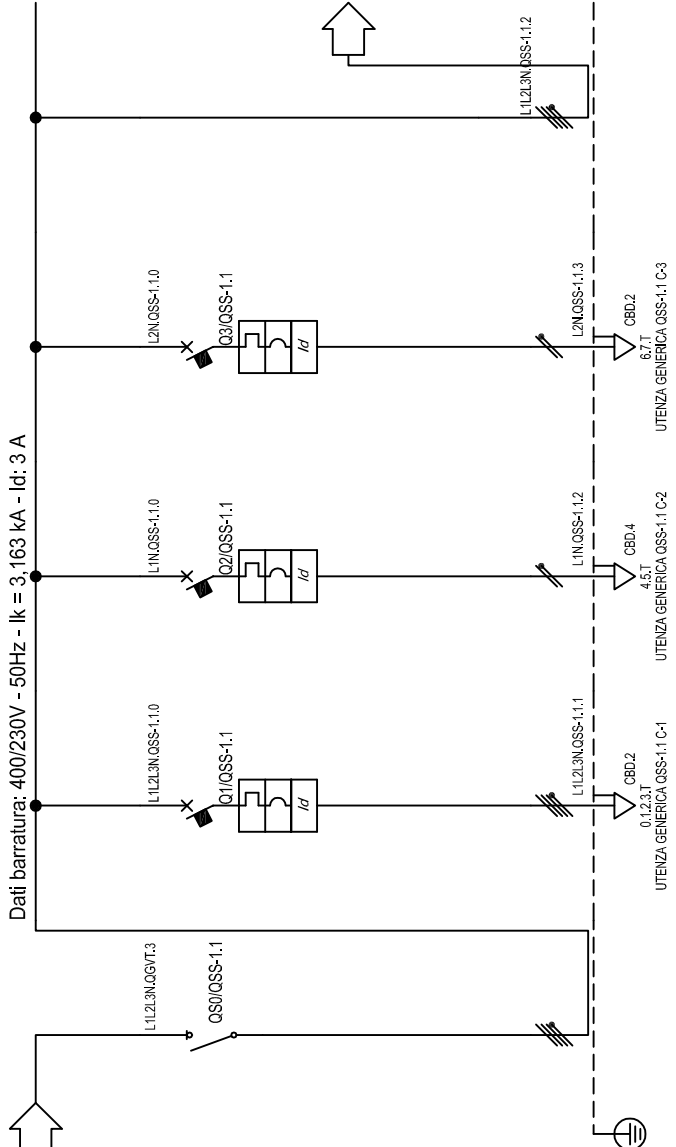 Dati barratura: 400/230V - 50Hz - Ik = 3,163 kA - Id: 3 A
L1L2L3N.QGVT.3
QS0/QSS-1.1
L1L2L3N.QSS-1.1.0
Q1/QSS-1.1
Id
L1L2L3N.QSS-1.1.1
CBD.2
0.1.2.3.T
UTENZA GENERICA QSS-1.1 C-1
L1N.QSS-1.1.0
Q2/QSS-1.1
Id
L1N.QSS-1.1.2
CBD.4
4.5.T
UTENZA GENERICA QSS-1.1 C-2
L2N.QSS-1.1.0
Q3/QSS-1.1
Id
L2N.QSS-1.1.3
CBD.2
6.7.T
UTENZA GENERICA QSS-1.1 C-3
L1L2L3N.QSS-1.1.2